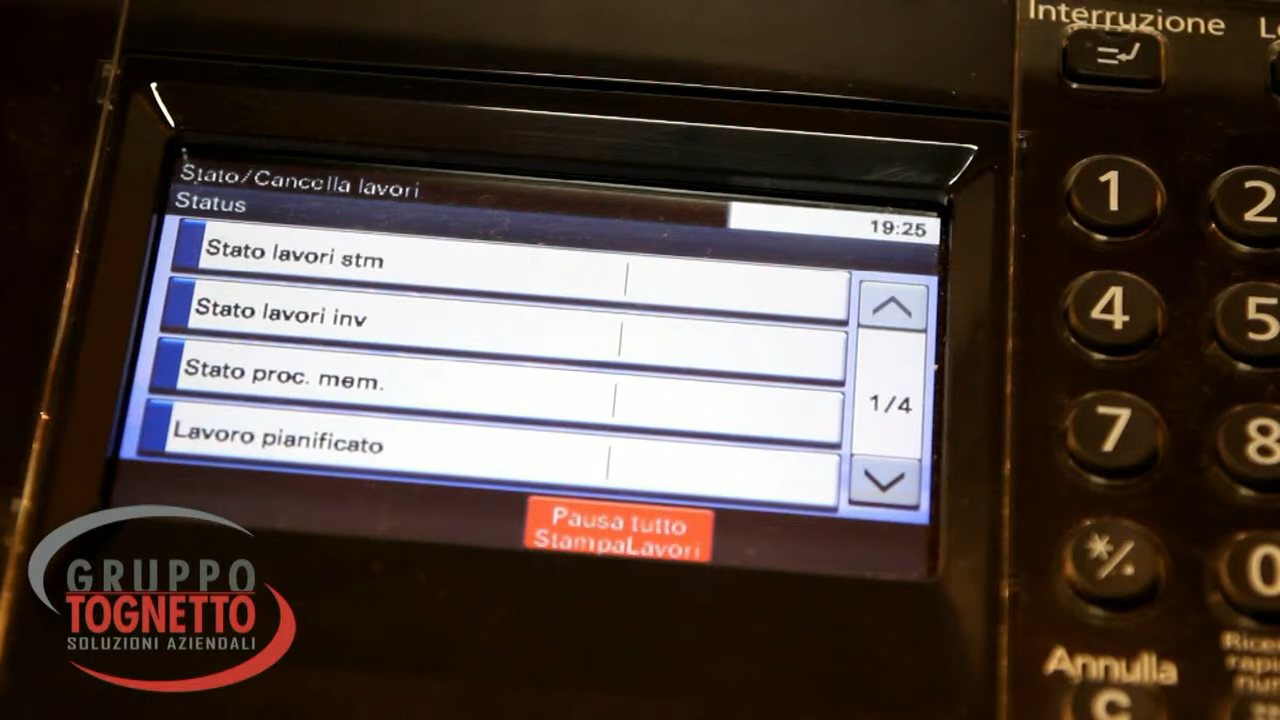 Interruzione
Stato/Cancella lavori
Status
19:25
Stato lavori stm
Stato lavori inv
Stato proc. mem.
1/4
Lavoro pianificato
Pausa tutto
StampaLavori
1
2
4
5
7
8
*/.
0
Annulla
C
GRUPPO
TOGNETTO
SOLUZIONI AZIENDALI